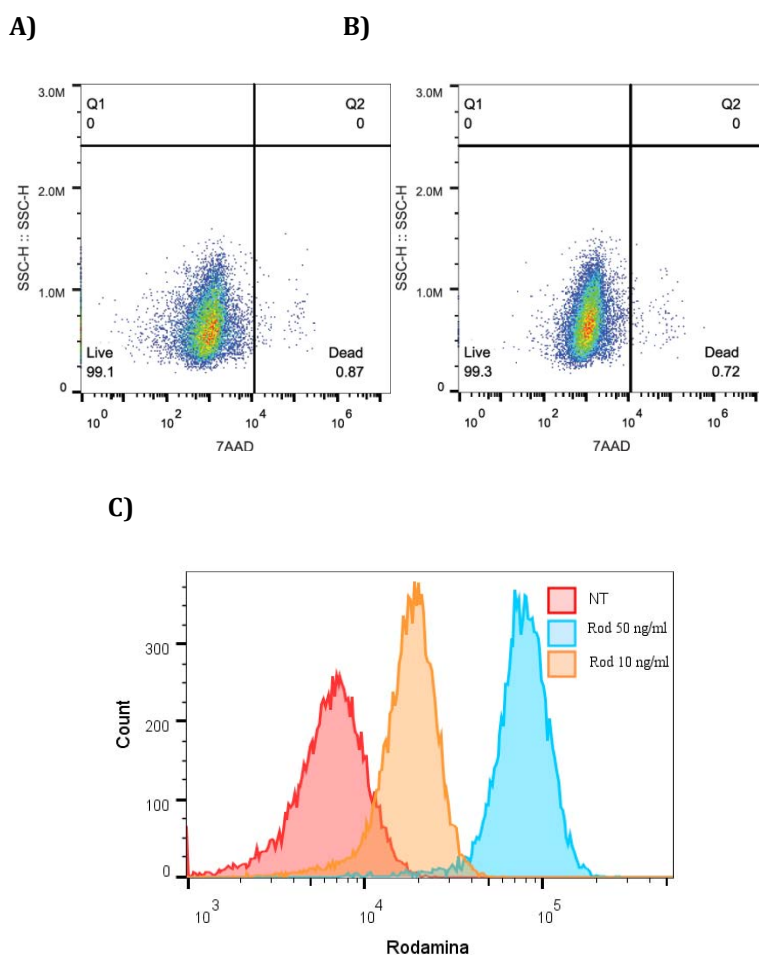 A)
B)
Q1
0
Q2
0
Live
99.1
Dead
0.87
3.0M
2.0M
1.0M
0
SSC-H :: SSC-H
10^0
10^2
10^4
10^6
7AAD
Q1
0
Q2
0
Live
99.3
Dead
0.72
3.0M
2.0M
1.0M
0
SSC-H :: SSC-H
10^0
10^2
10^4
10^6
7AAD
C)
NT
Rod 50 ng/ml
Rod 10 ng/ml
300
200
100
0
Count
10^3
10^4
10^5
Rodamina